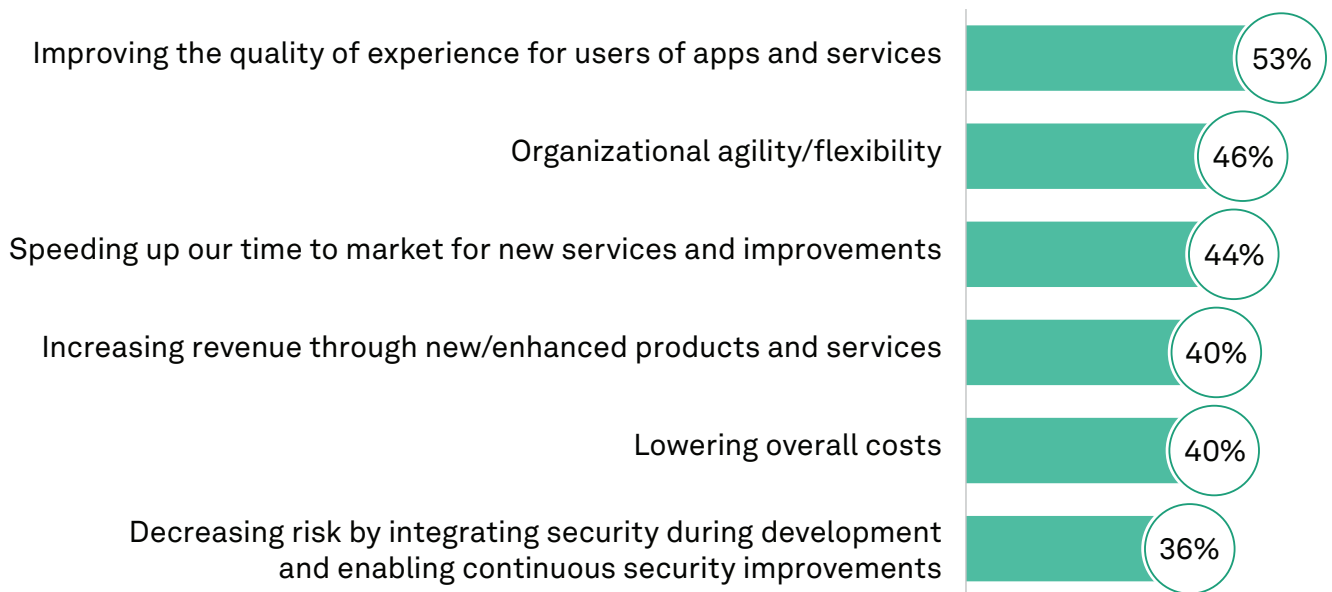 Improving the quality of experience for users of apps and services
53%
Organizational agility/flexibility
46%
Speeding up our time to market for new services and improvements
44%
Increasing revenue through new/enhanced products and services
40%
Lowering overall costs
40%
Decreasing risk by integrating security during development
and enabling continuous security improvements
36%